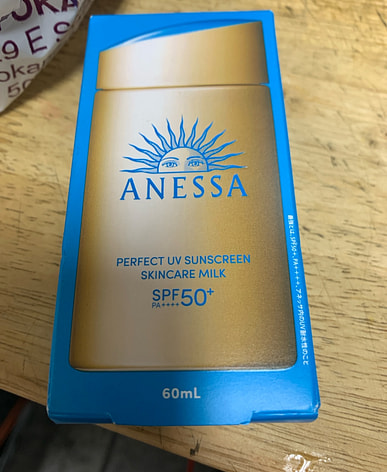 ANESSA
PERFECT UV SUNSCREEN
SKINCARE MILK
SPF50+
PA++++
60mL